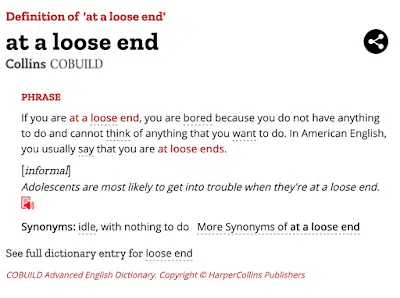 Definition of 'at a loose end'
at a loose end
Collins COBUILD
PHRASE
If you are at a loose end, you are bored because you do not have anything
to do and cannot think of anything that you want to do. In American English,
you usually say that you are at loose ends.
[informal]
Adolescents are most likely to get into trouble when they're at a loose end.
Synonyms: idle, with nothing to do More Synonyms of at a loose end
See full dictionary entry for loose end
COBUILD Advanced English Dictionary. Copyright © HarperCollins Publishers